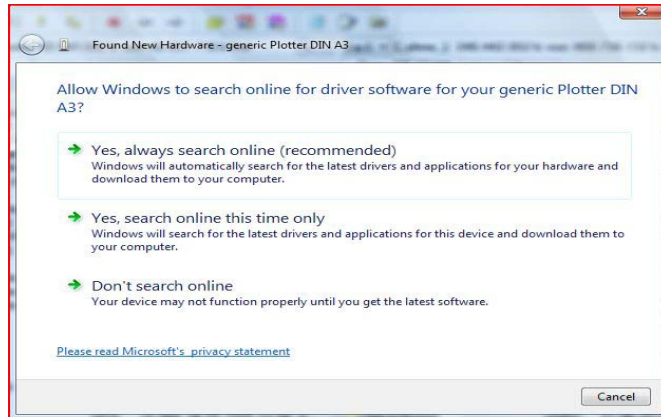 Found New Hardware - generic Plotter DIN A3
Allow Windows to search online for driver software for your generic Plotter DIN
A3?
Yes, always search online (recommended)
Windows will automatically search for the latest drivers and applications for your hardware and
download them to your computer.
Yes, search online this time only
Windows will search for the latest drivers and applications for this device and download them to
your computer.
Don't search online
Your device may not function properly until you get the latest software.
Please read Microsoft's privacy statement
Cancel